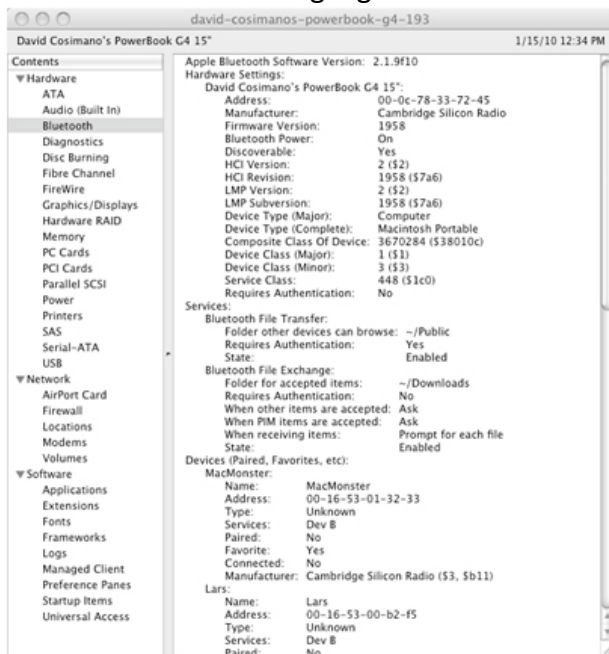 david-cosimanos-powerbook-g4-193
David Cosimano's PowerBook G4 15"
1/15/10 12:34 PM
Contents
Hardware
ATA
Audio (Built In)
Bluetooth
Diagnostics
Disc Burning
Fibre Channel
FireWire
Graphics/Displays
Hardware RAID
Memory
PC Cards
PCI Cards
Parallel SCSI
Power
Printers
SAS
Serial-ATA
USB
Network
AirPort Card
Firewall
Locations
Modems
Volumes
Software
Applications
Extensions
Fonts
Frameworks
Logs
Managed Client
Preference Panes
Startup Items
Universal Access
Apple Bluetooth Software Version: 2.1.9f10
Hardware Settings:
David Cosimano's PowerBook G4 15":
Address: 00-0c-78-33-72-45
Manufacturer: Cambridge Silicon Radio
Firmware Version: 1958
Bluetooth Power: On
Discoverable: Yes
HCI Version: 2 ($2)
HCI Revision: 1958 ($7a6)
LMP Version: 2 ($2)
LMP Subversion: 1958 ($7a6)
Device Type (Major): Computer
Device Type (Complete): Macintosh Portable
Composite Class Of Device: 3670284 ($38010c)
Device Class (Major): 1 ($1)
Device Class (Minor): 3 ($3)
Service Class: 448 ($1c0)
Requires Authentication: No
Services:
Bluetooth File Transfer:
Folder other devices can browse: ~/Public
Requires Authentication: Yes
State: Enabled
Bluetooth File Exchange:
Folder for accepted items: ~/Downloads
Requires Authentication: No
When other items are accepted: Ask
When PIM items are accepted: Ask
When receiving items: Prompt for each file
State: Enabled
Devices (Paired, Favorites, etc):
MacMonster:
Name: MacMonster
Address: 00-16-53-01-32-33
Type: Unknown
Services: Dev B
Paired: No
Favorite: Yes
Connected: No
Manufacturer: Cambridge Silicon Radio ($3, $b11)
Lars:
Name: Lars
Address: 00-16-53-00-b2-f5
Type: Unknown
Services: Dev B
Paired: No